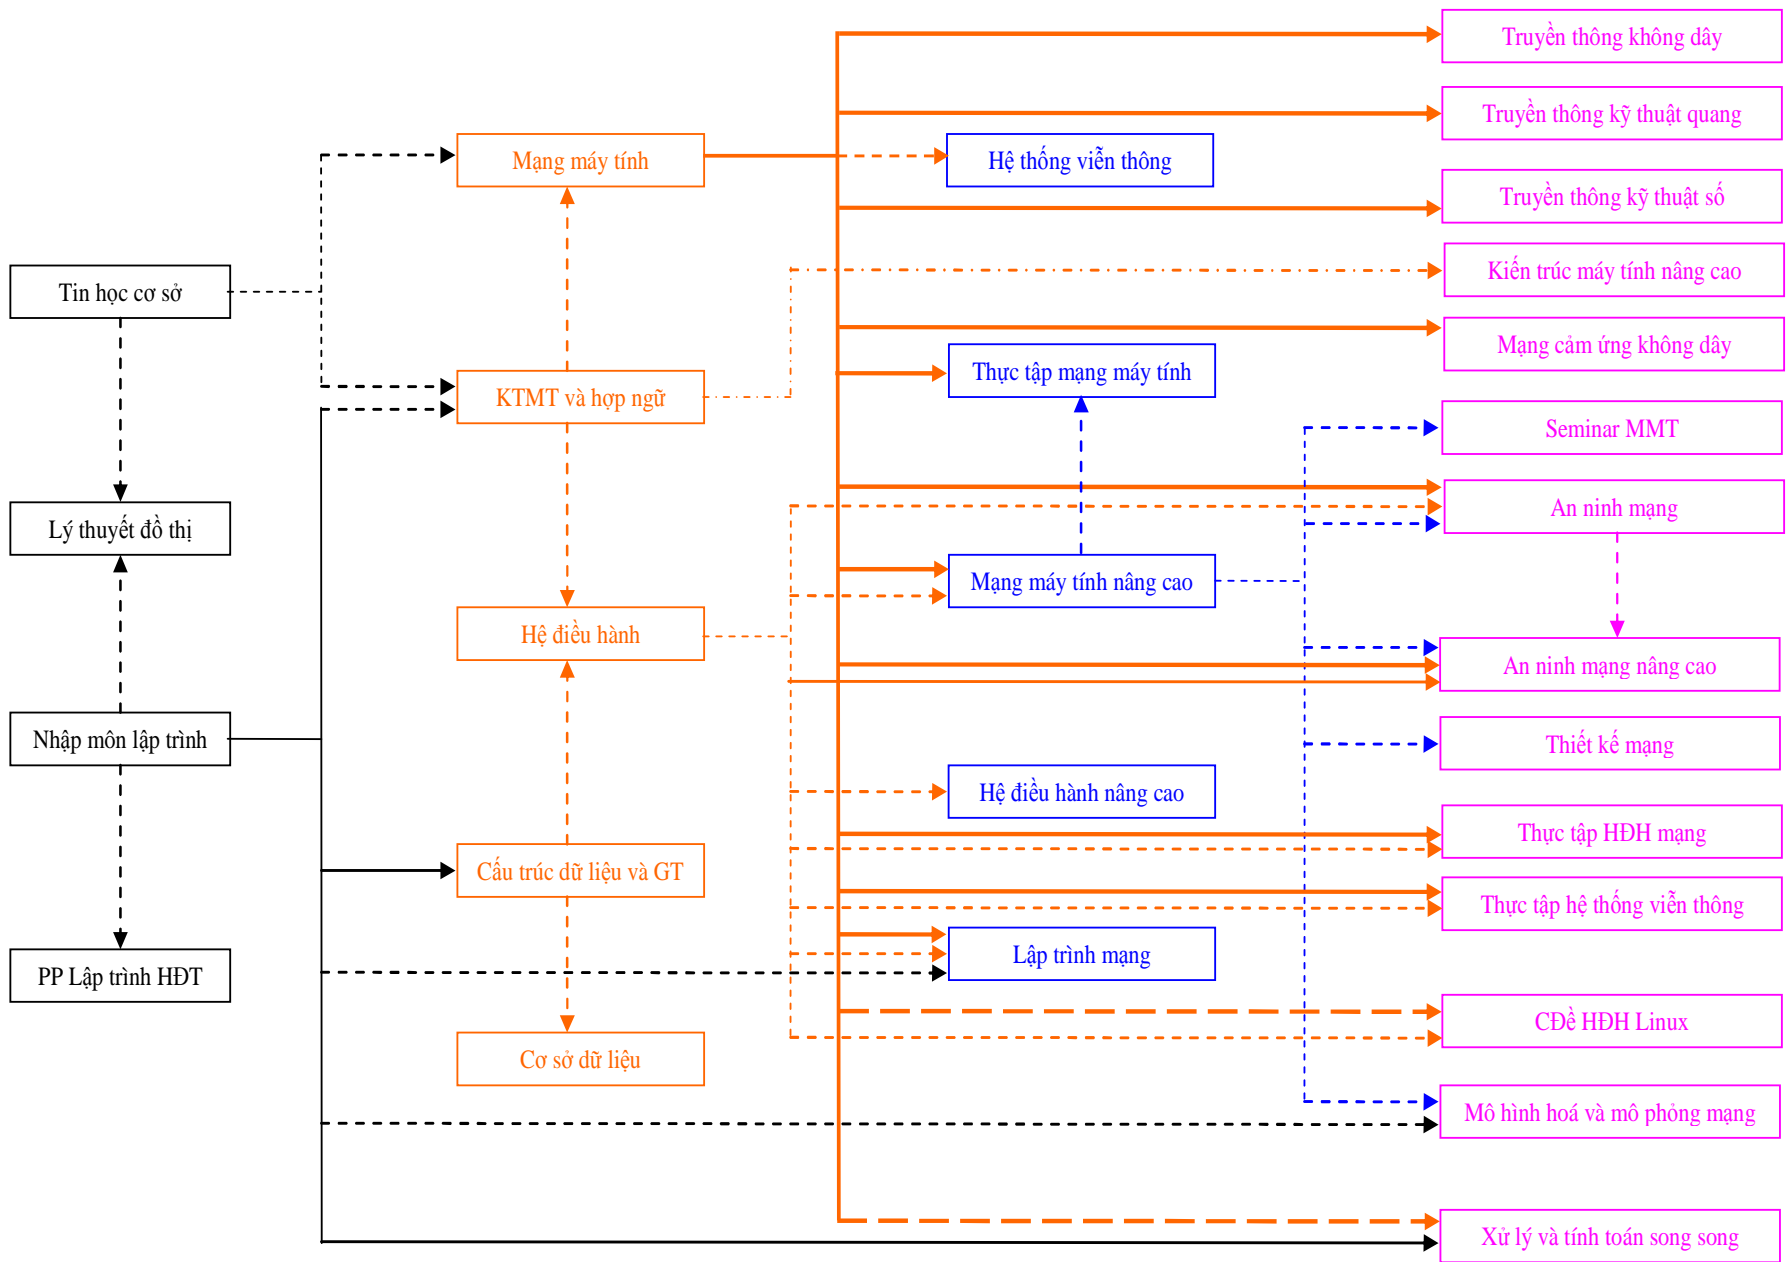 Tin học cơ sở
Lý thuyết đồ thị
Nhập môn lập trình
PP Lập trình HĐT
Mạng máy tính
KTMT và hợp ngữ
Hệ điều hành
Cấu trúc dữ liệu và GT
Cơ sở dữ liệu
Hệ thống viễn thông
Thực tập mạng máy tính
Mạng máy tính nâng cao
Hệ điều hành nâng cao
Lập trình mạng
Truyền thông không dây
Truyền thông kỹ thuật quang
Truyền thông kỹ thuật số
Kiến trúc máy tính nâng cao
Mạng cảm ứng không dây
Seminar MMT
An ninh mạng
An ninh mạng nâng cao
Thiết kế mạng
Thực tập HĐH mạng
Thực tập hệ thống viễn thông
CĐề HĐH Linux
Mô hình hoá và mô phỏng mạng
Xử lý và tính toán song song